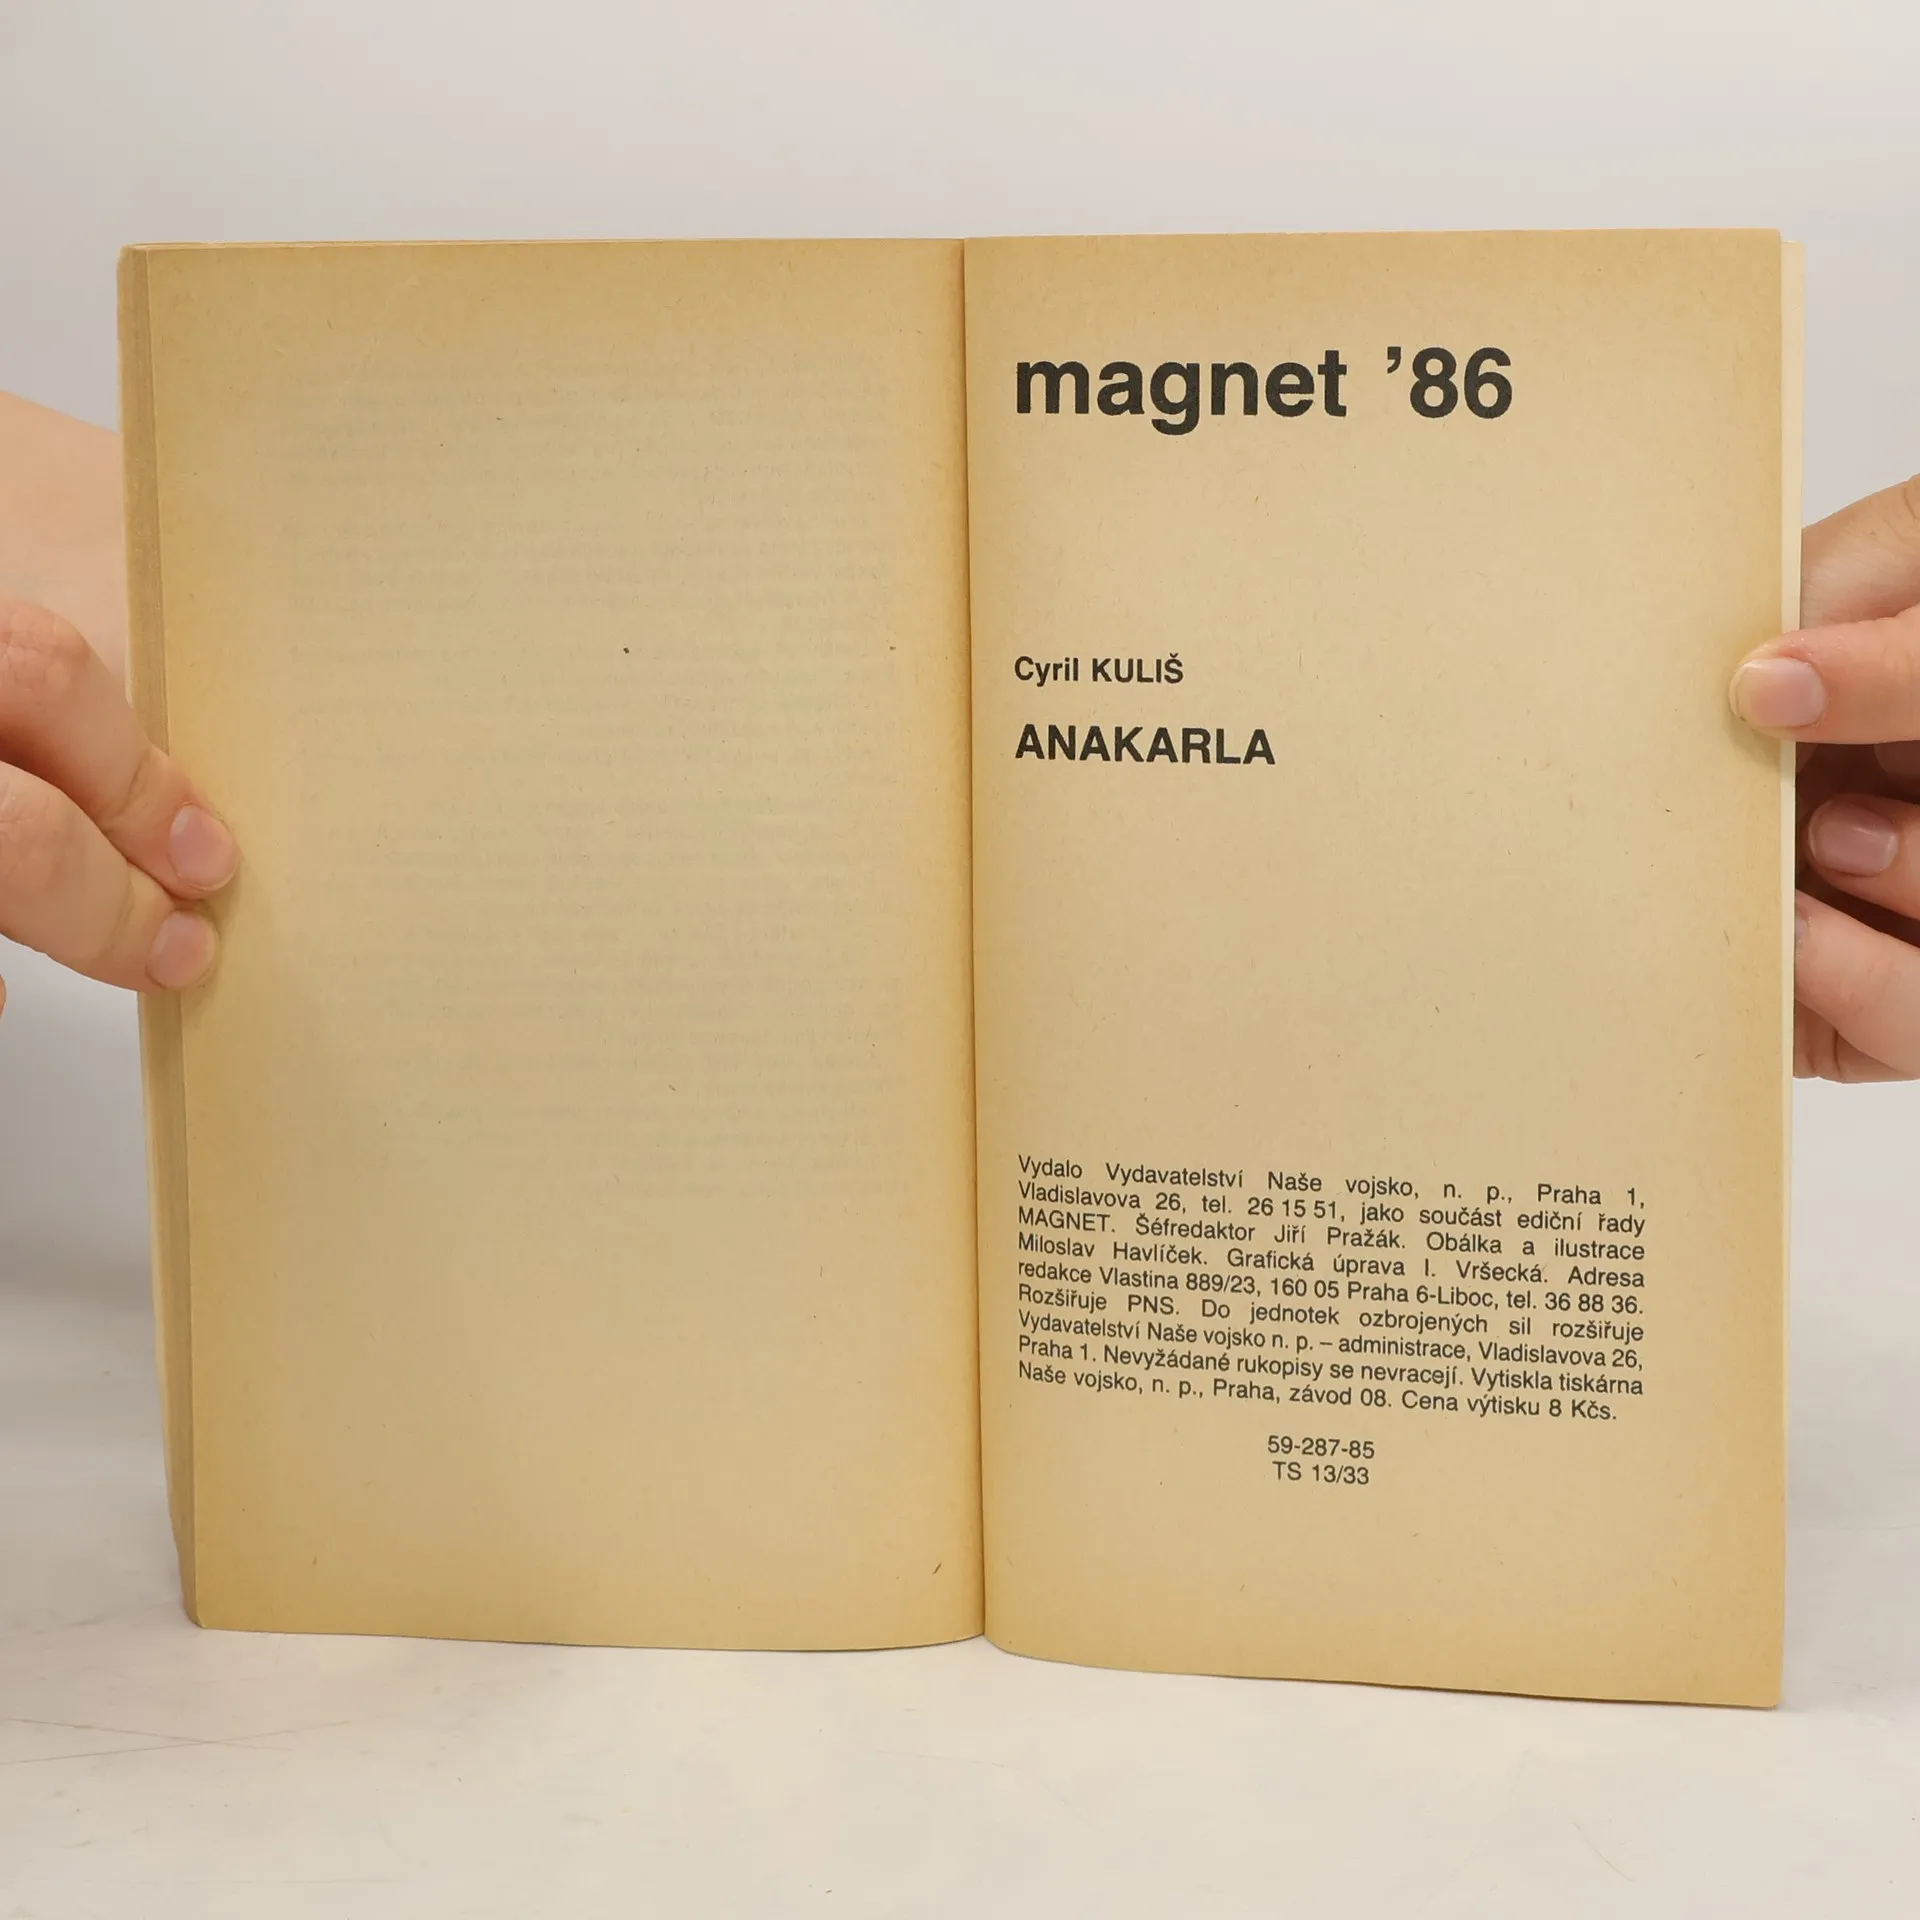 magnet ’86
Cyril KULIŠ
ANAKARLA
Vydalo Vydavatelství Naše vojsko, n. p., Praha 1,
Vladislavova 26, tel. 26 15 51, jako součást ediční řady
MAGNET. Šéfredaktor Jiří Pražák. Obálka a ilustrace
Miloslav Havlíček. Grafická úprava I. Vršecká. Adresa
redakce Vlastina 889/23, 160 05 Praha 6-Liboc, tel. 36 88 36.
Rozšiřuje PNS. Do jednotek ozbrojených sil rozšiřuje
Vydavatelství Naše vojsko n. p. – administrace, Vladislavova 26,
Praha 1. Nevyžádané rukopisy se nevracejí. Vytiskla tiskárna
Naše vojsko, n. p., Praha, závod 08. Cena výtisku 8 Kčs.
59-287-85
TS 13/33